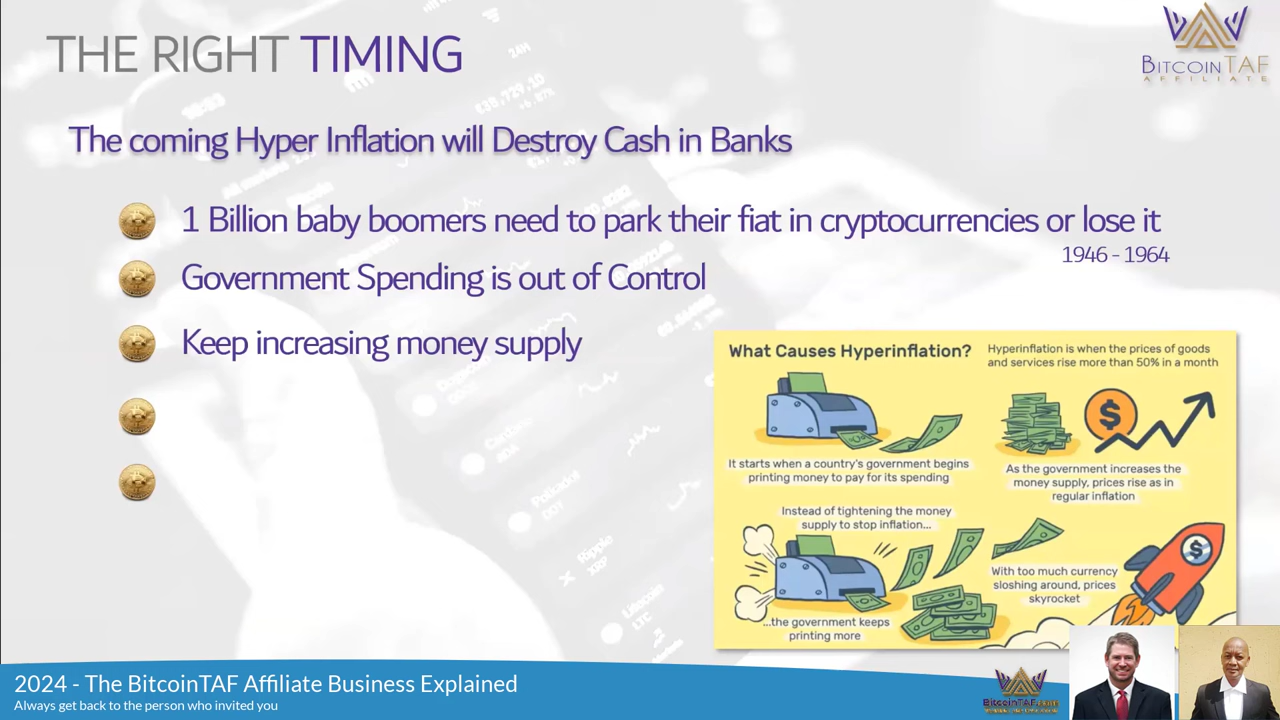 THE RIGHT TIMING
BITCOINTAF
AFFILIATE
The coming Hyper Inflation will Destroy Cash in Banks
1 Billion baby boomers need to park their fiat in cryptocurrencies or lose it
1946 - 1964
Government Spending is out of Control
Keep increasing money supply
What Causes Hyperinflation?
Hyperinflation is when the prices of goods
and services rise more than 50% in a month
It starts when a country's government begins
printing money to pay for its spending
As the government increases the
money supply, prices rise as in
regular inflation
Instead of tightening the money
supply to stop inflation...
...the government keeps
printing more
With too much currency
sloshing around, prices
skyrocket
2024 - The BitcoinTAF Affiliate Business Explained
Always get back to the person who invited you